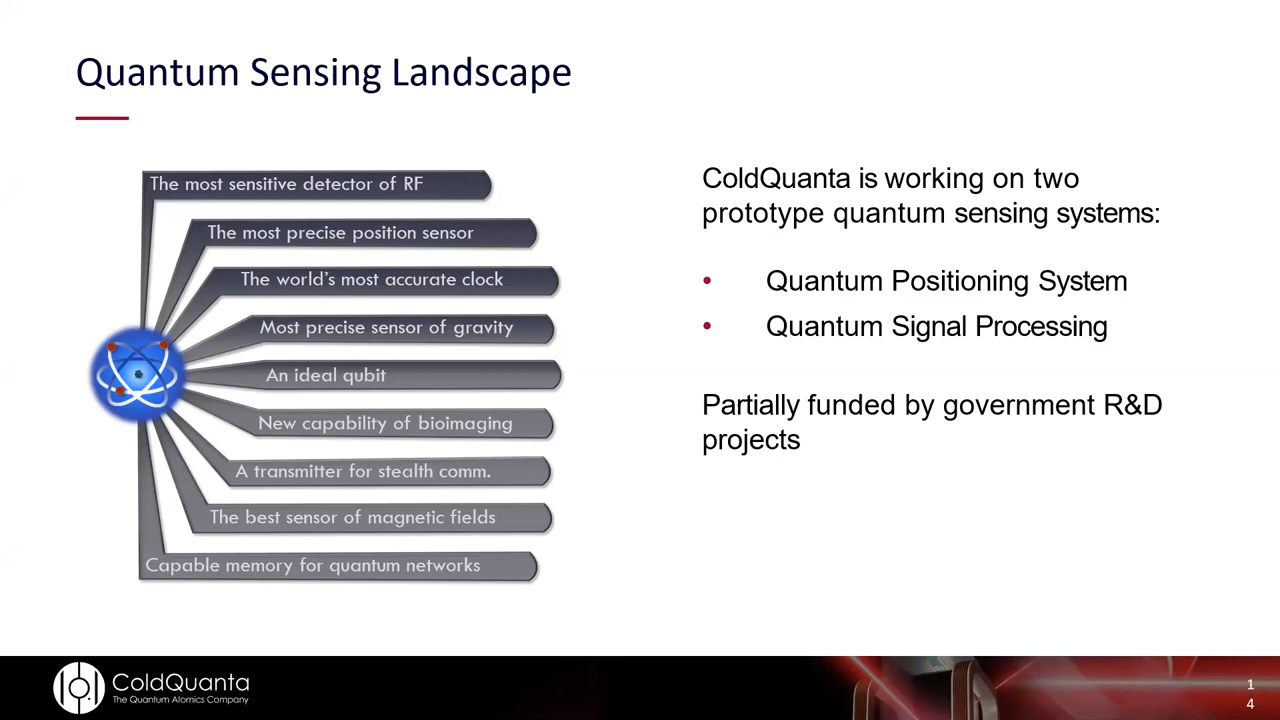 Quantum Sensing Landscape
The most sensitive detector of RF
The most precise position sensor
The world's most accurate clock
Most precise sensor of gravity
An ideal qubit
New capability of bioimaging
A transmitter for stealth comm.
The best sensor of magnetic fields
Capable memory for quantum networks
ColdQuanta is working on two
prototype quantum sensing systems:
• Quantum Positioning System
• Quantum Signal Processing
Partially funded by government R&D
projects
ColdQuanta
The Quantum Atomics Company
1
4